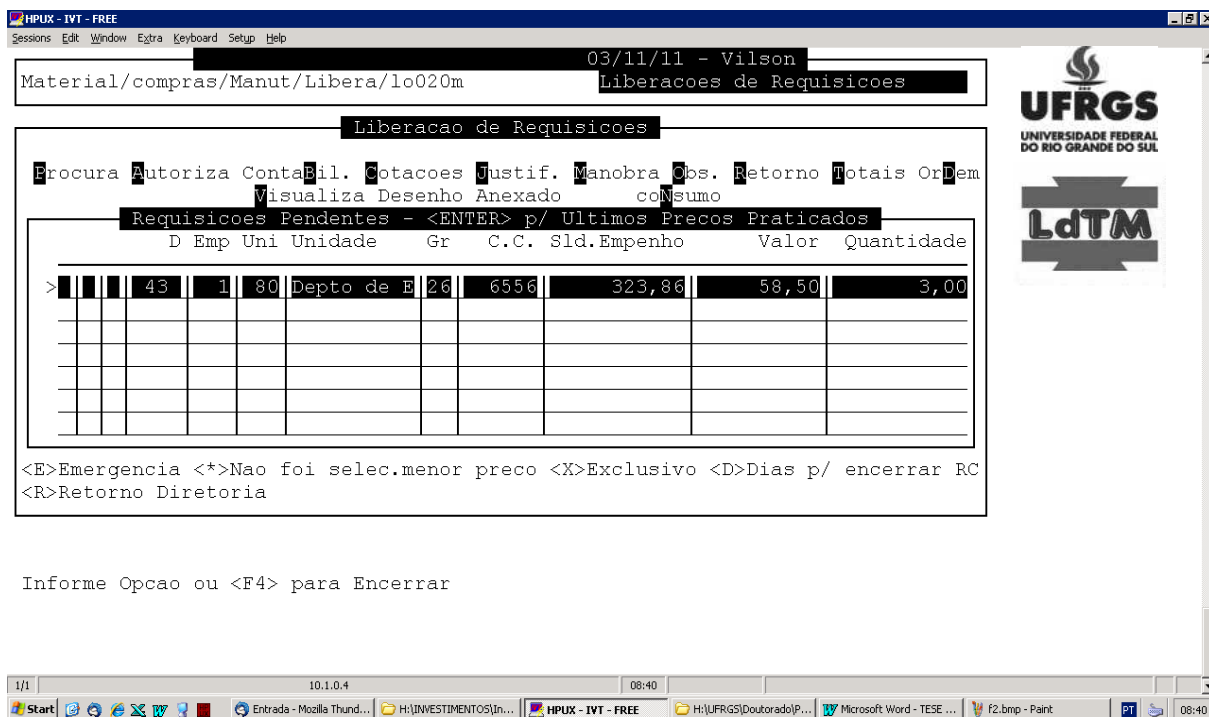 HPUX - IVT - FREE
Sessions Edit Window Extra Keyboard Setup Help
03/11/11 - Vilson
Material/compras/Manut/Libera/lo020m Liberacoes de Requisicoes
UFRGS
UNIVERSIDADE FEDERAL
DO RIO GRANDE DO SUL
Liberacao de Requisicoes
Procura Autoriza ContaBil. Cotacoes Justif. Manobra Obs. Retorno Totais OrDem
Visualiza Desenho Anexado coNsumo
LdTM
Requisicoes Pendentes - <ENTER> p/ Ultimos Precos Praticados
D Emp Uni Unidade Gr C.C. Sld.Empenho Valor Quantidade
> 43 1 80 Depto de E 26 6556 323,86 58,50 3,00
<E>Emergencia <*>Nao foi selec.menor preco <X>Exclusivo <D>Dias p/ encerrar RC
<R>Retorno Diretoria
Informe Opcao ou <F4> para Encerrar
1/1 10.1.0.4 08:40
Start Entrada - Mozilla Thund... H:\INVESTIMENTOS\In... HPUX - IVT - FREE H:\UFRGS\Doutorado\P... Microsoft Word - TESE ... f2.bmp - Paint PT 08:40